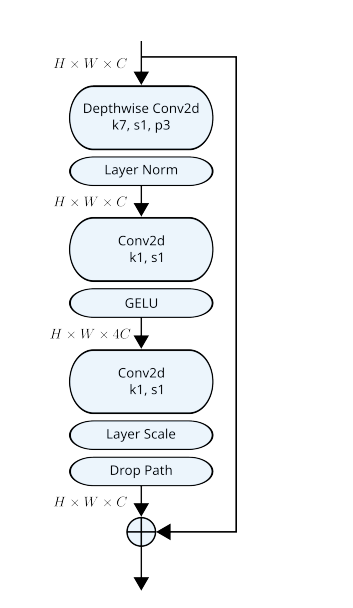 H × W × C
Depthwise Conv2d
k7, s1, p3
Layer Norm
H × W × C
Conv2d
k1, s1
GELU
H × W × 4C
Conv2d
k1, s1
Layer Scale
Drop Path
H × W × C